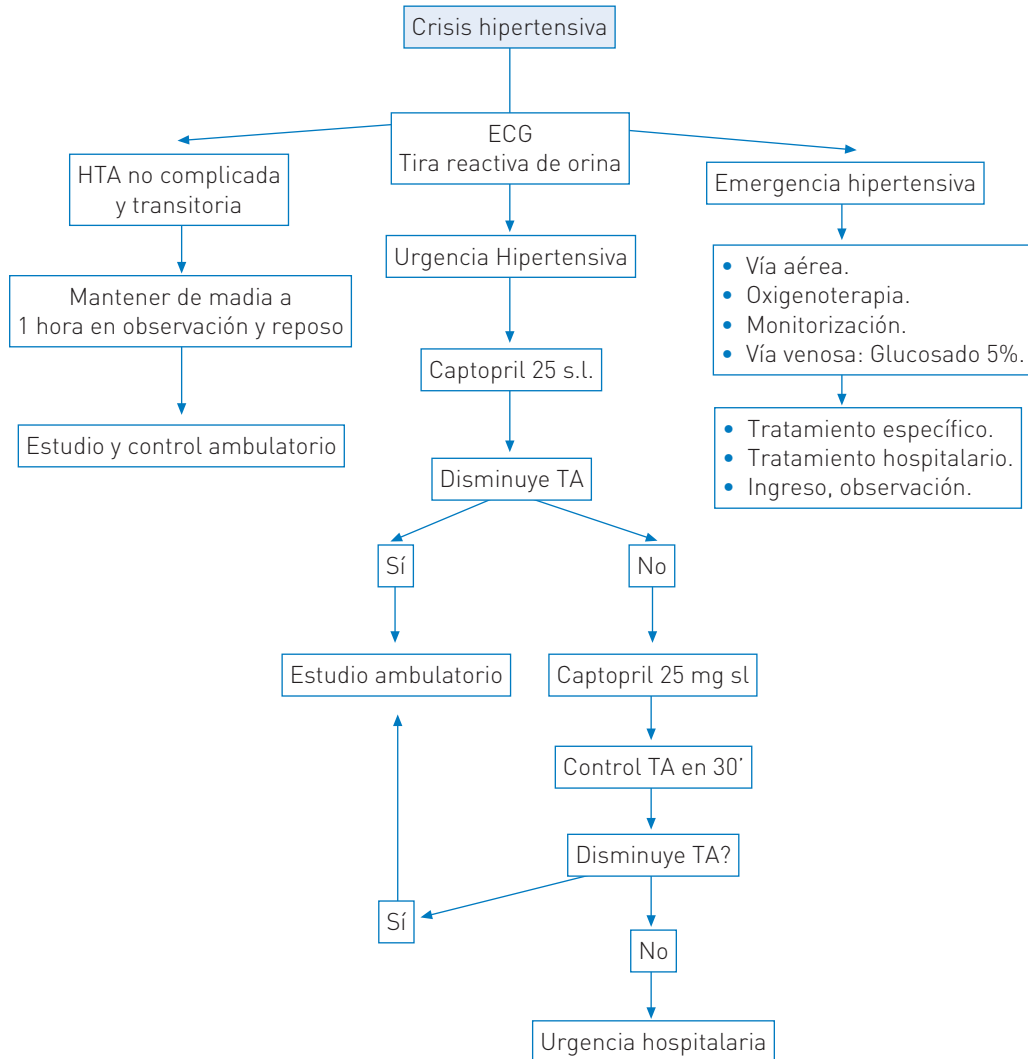 Crisis hipertensiva
ECG
Tira reactiva de orina
HTA no complicada
y transitoria
Mantener de madia a
1 hora en observación y reposo
Estudio y control ambulatorio
Urgencia Hipertensiva
Captopril 25 s.l.
Disminuye TA
Sí
No
Estudio ambulatorio
Captopril 25 mg sl
Control TA en 30’
Disminuye TA?
Sí
No
Urgencia hospitalaria
Emergencia hipertensiva
• Vía aérea.
• Oxigenoterapia.
• Monitorización.
• Vía venosa: Glucosado 5%.
• Tratamiento específico.
• Tratamiento hospitalario.
• Ingreso, observación.